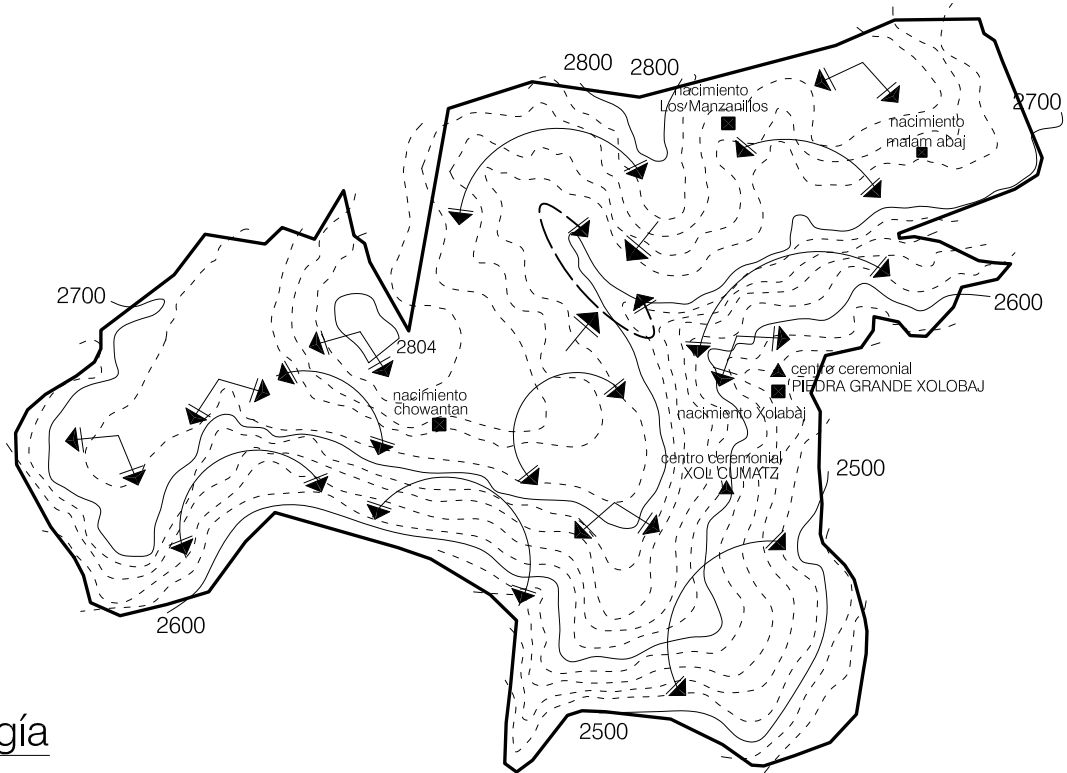 2800
2800
nacimiento
Los Manzanillos
2700
nacimiento
malam abaj
2700
2600
2804
centro ceremonial
PIEDRA GRANDE XOLOBAJ
nacimiento
chowantan
nacimiento Xolabaj
centro ceremonial
XOL CUMATZ
2500
2600
2500
gía